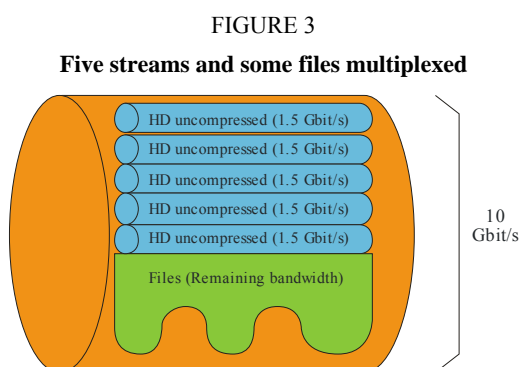 FIGURE 3
Five streams and some files multiplexed
HD uncompressed (1.5 Gbit/s)
HD uncompressed (1.5 Gbit/s)
HD uncompressed (1.5 Gbit/s)
HD uncompressed (1.5 Gbit/s)
HD uncompressed (1.5 Gbit/s)
10
Gbit/s
Files (Remaining bandwidth)